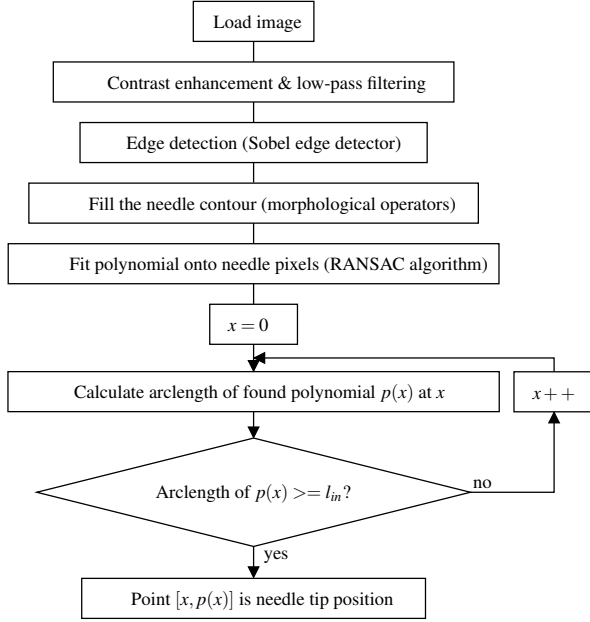 Load image
Contrast enhancement & low-pass filtering
Edge detection (Sobel edge detector)
Fill the needle contour (morphological operators)
Fit polynomial onto needle pixels (RANSAC algorithm)
x = 0
Calculate arclength of found polynomial p(x) at x
x++
Arclength of p(x) >= l_in?
no
yes
Point [x, p(x)] is needle tip position